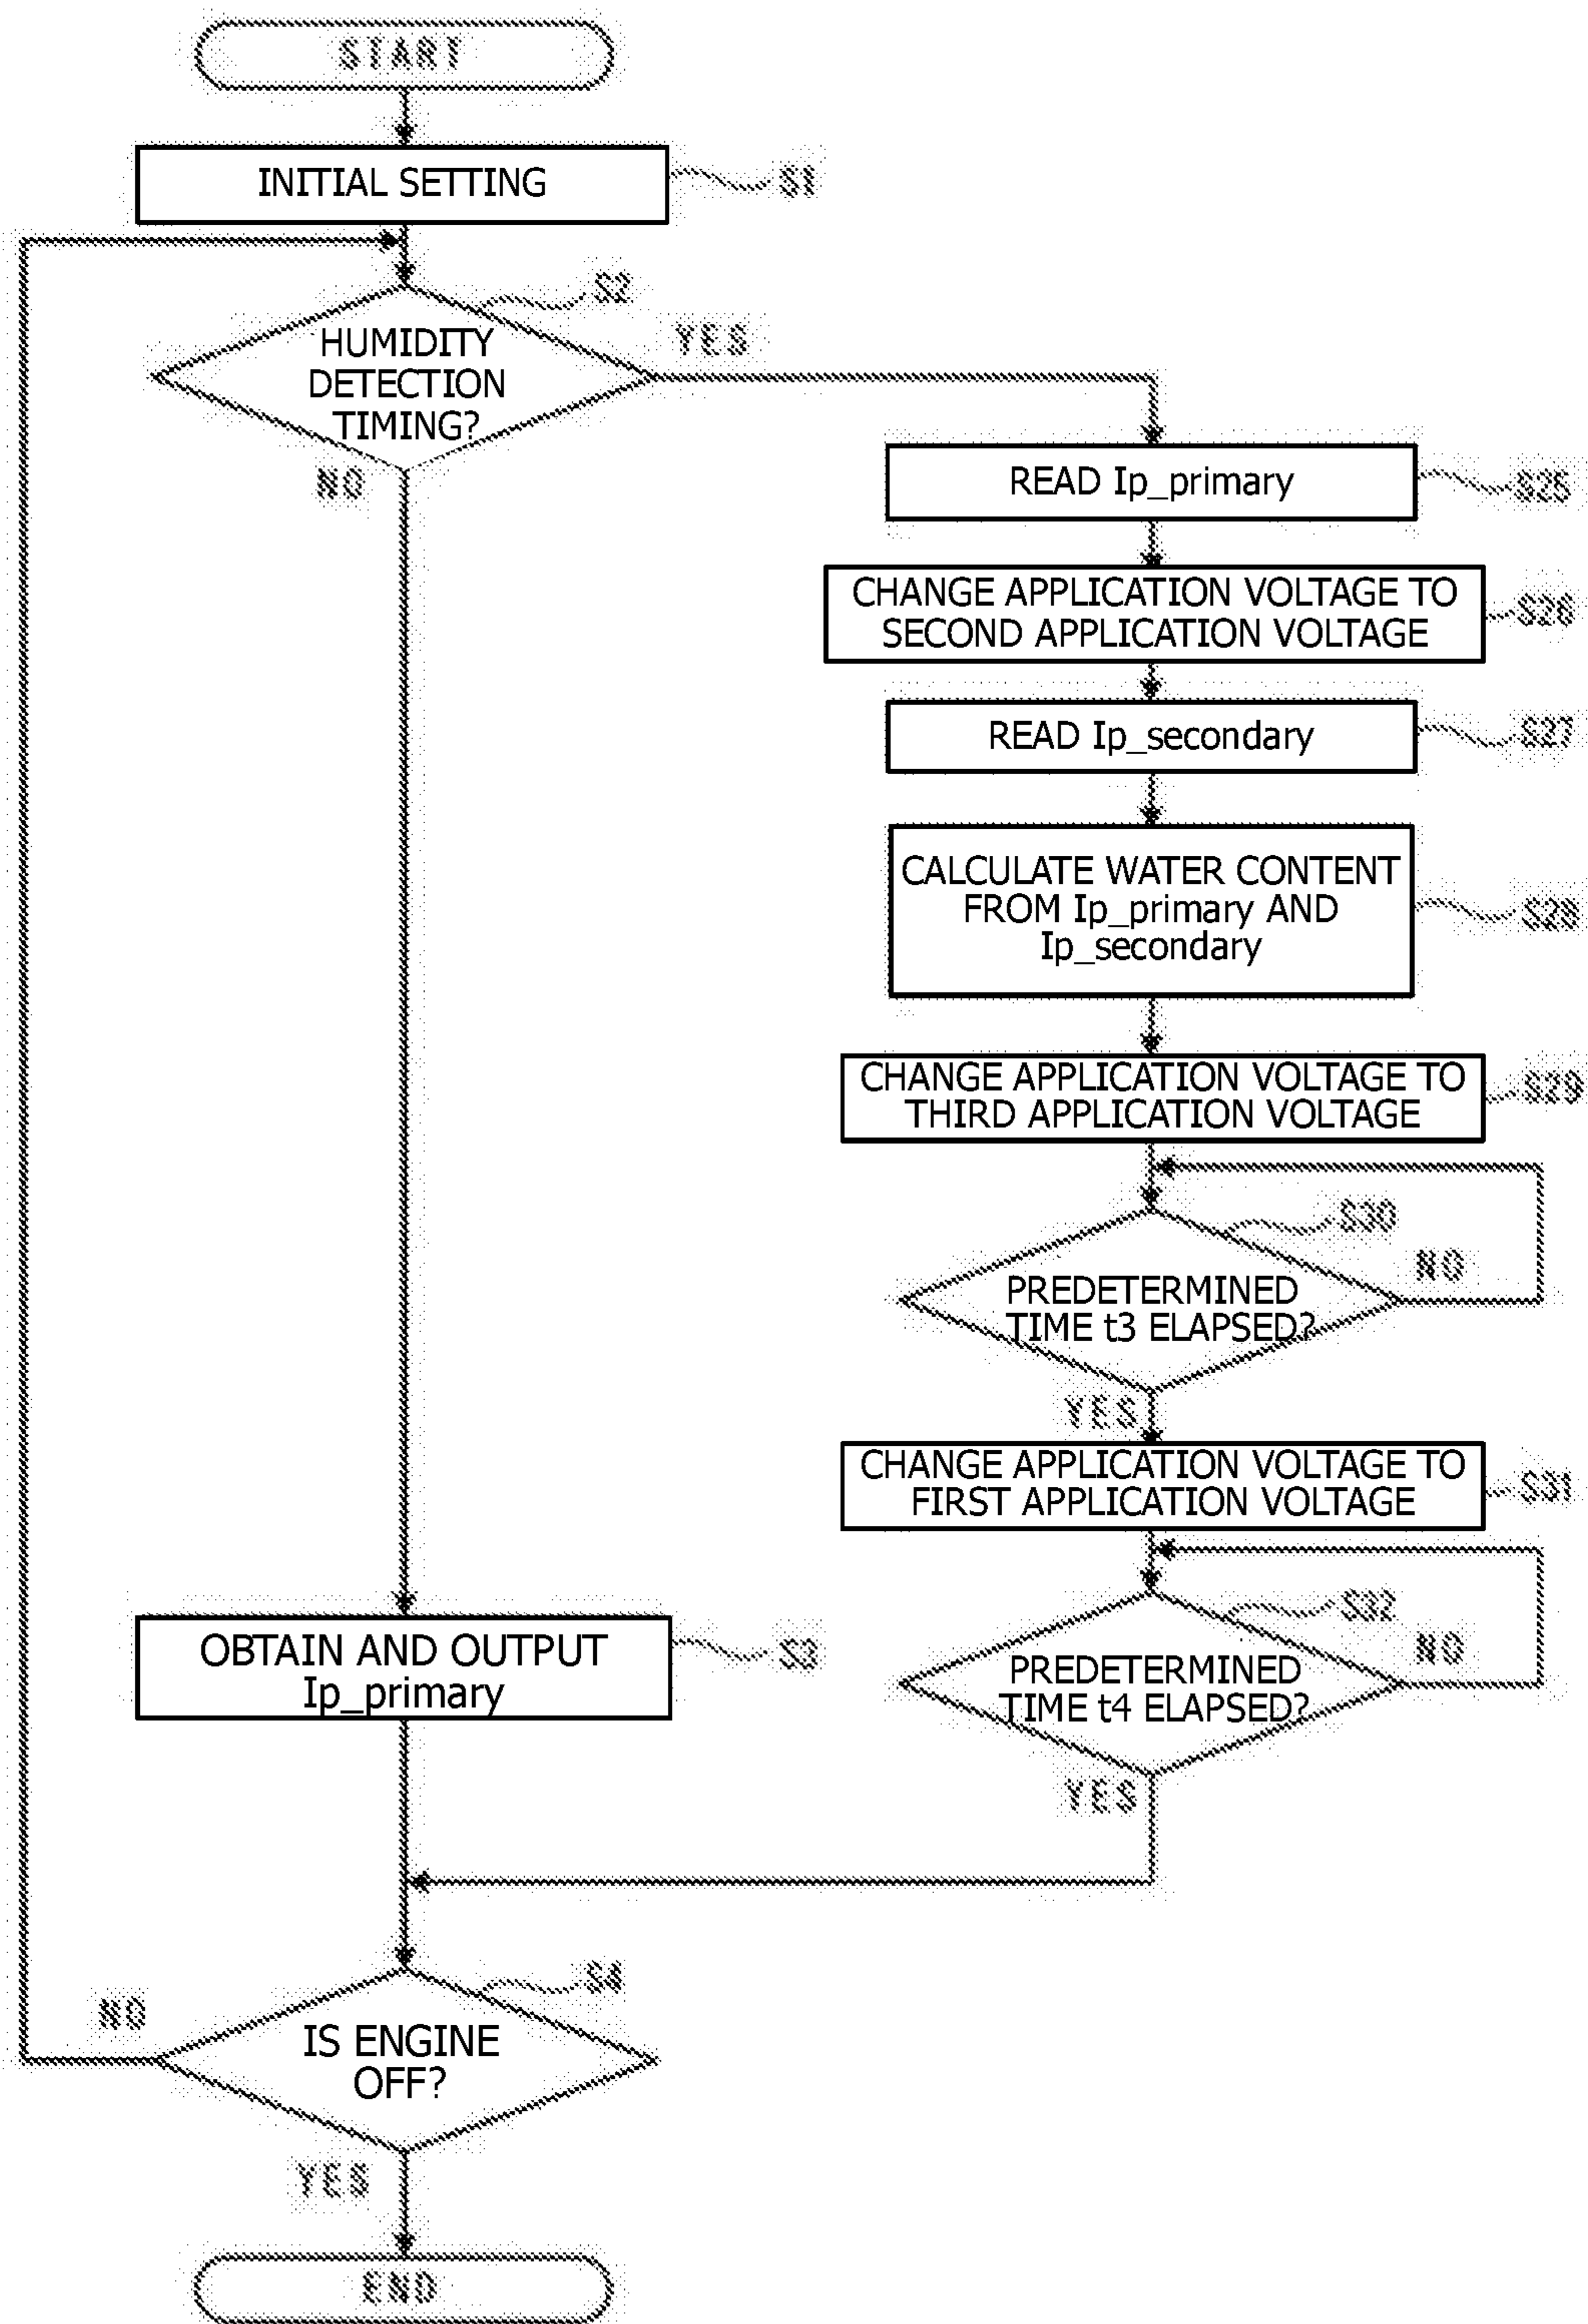 START
INITIAL SETTING
S1
S2
HUMIDITY
DETECTION
TIMING?
YES
NO
READ Ip_primary
S25
CHANGE APPLICATION VOLTAGE TO
SECOND APPLICATION VOLTAGE
S26
READ Ip_secondary
S27
CALCULATE WATER CONTENT
FROM Ip_primary AND
Ip_secondary
S28
CHANGE APPLICATION VOLTAGE TO
THIRD APPLICATION VOLTAGE
S29
S30
PREDETERMINED
TIME t3 ELAPSED?
NO
YES
CHANGE APPLICATION VOLTAGE TO
FIRST APPLICATION VOLTAGE
S31
S32
PREDETERMINED
TIME t4 ELAPSED?
NO
YES
OBTAIN AND OUTPUT
Ip_primary
S3
S4
IS ENGINE
OFF?
NO
YES
END